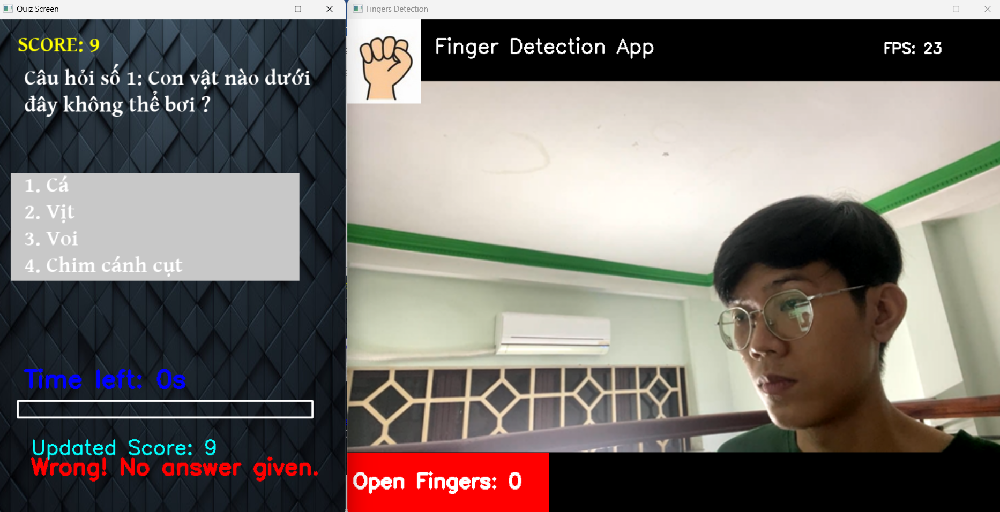 Quiz Screen
SCORE: 9
Câu hỏi số 1: Con vật nào dưới
đây không thể bơi ?
1. Cá
2. Vịt
3. Voi
4. Chim cánh cụt
Time left: 0s
Updated Score: 9
Wrong! No answer given.
Fingers Detection
Finger Detection App
FPS: 23
Open Fingers: 0